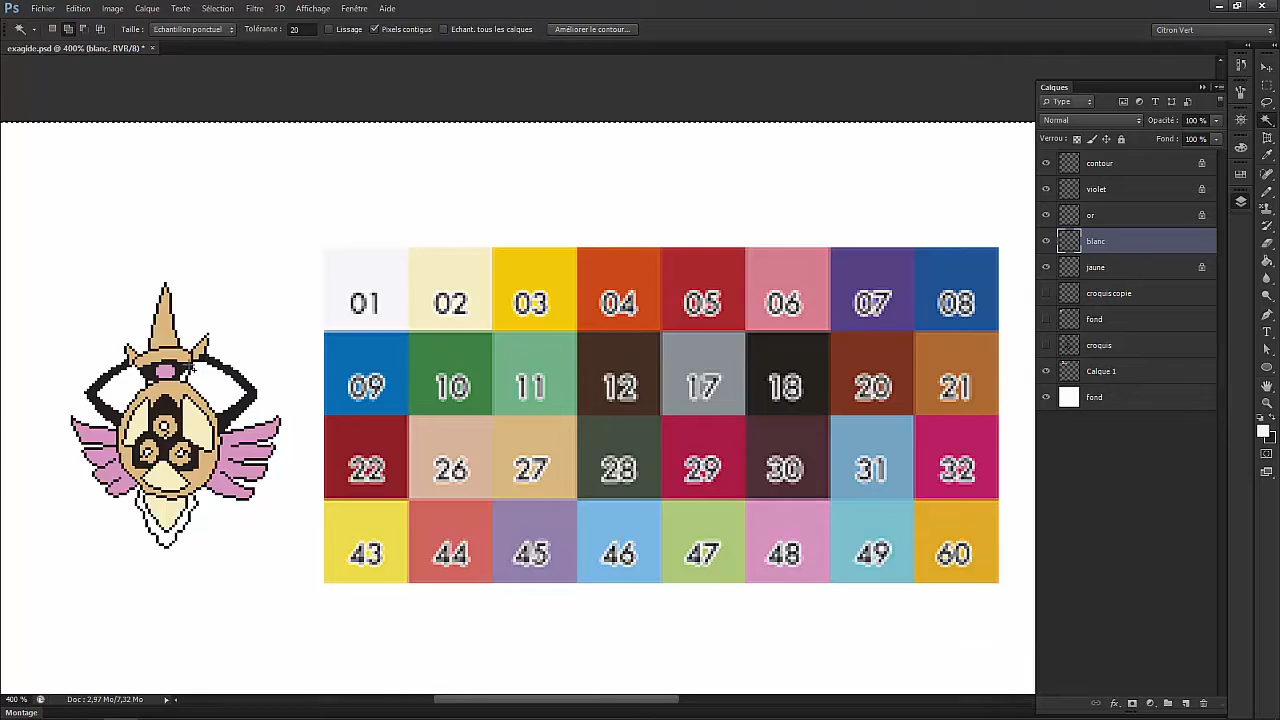 Ps Fichier Edition Image Calque Texte Sélection Filtre 3D Affichage Fenêtre Aide
Taille : Echantillon ponctuel Tolérance : 20 Lissage Pixels contigus Echant. tous les calques Améliorer le contour... Citron Vert
exagide.psd @ 400% (blanc, RVB/8) * ×
Calques
Type
Normal Opacité : 100 %
Verrou : Fond : 100 %
contour
violet
or
blanc
jaune
croquis copie
fond
croquis
Calque 1
fond
01 02 03 04 05 06 07 08
09 10 11 12 17 18 20 21
22 26 27 28 29 30 31 32
43 44 45 46 47 48 49 60
400 % Doc : 2,97 Mo/7,32 Mo
Montage